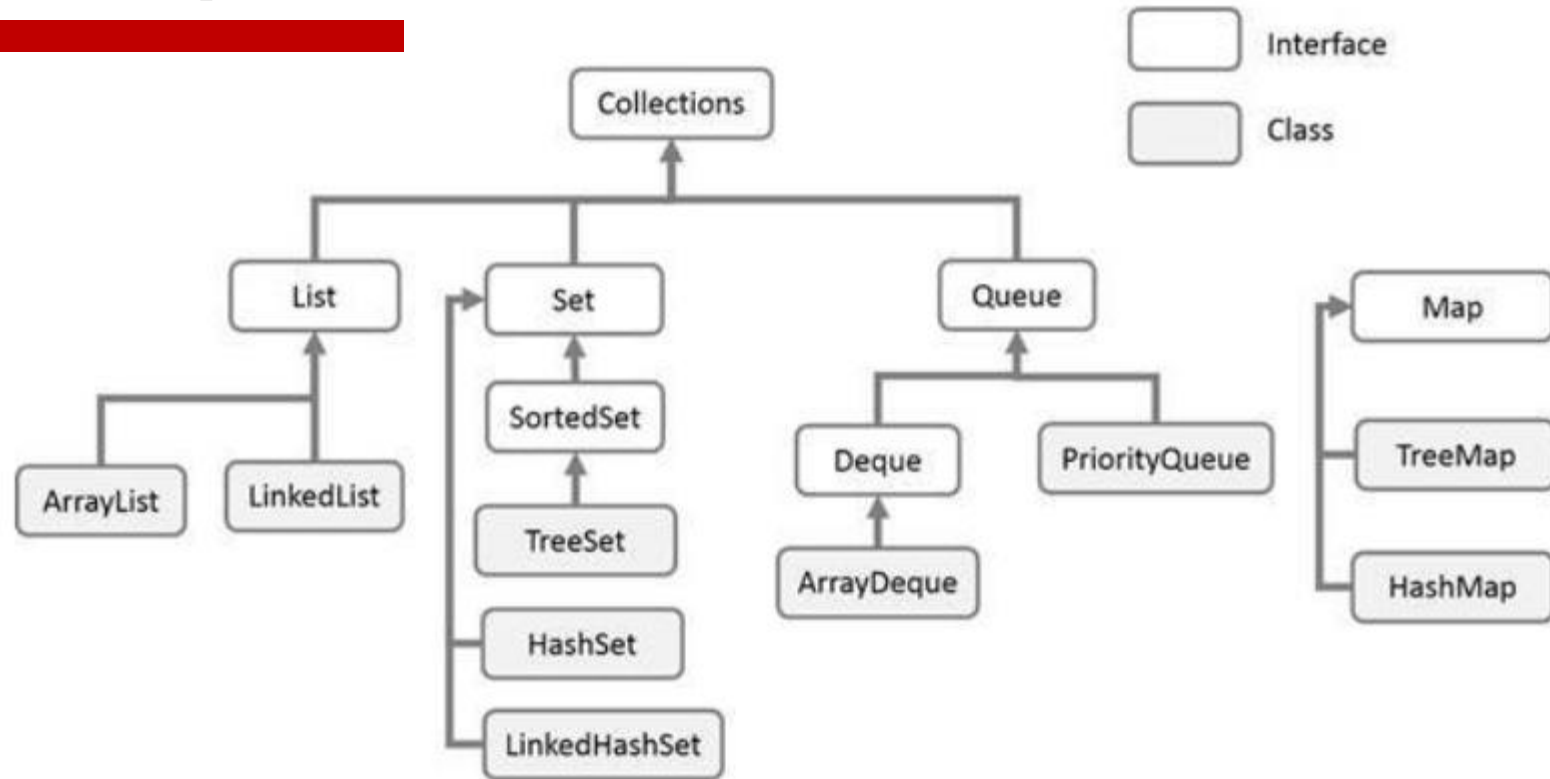 Interface
Collections
Class
List
Set
Queue
Map
SortedSet
Deque
PriorityQueue
TreeMap
ArrayList
LinkedList
TreeSet
ArrayDeque
HashMap
HashSet
LinkedHashSet